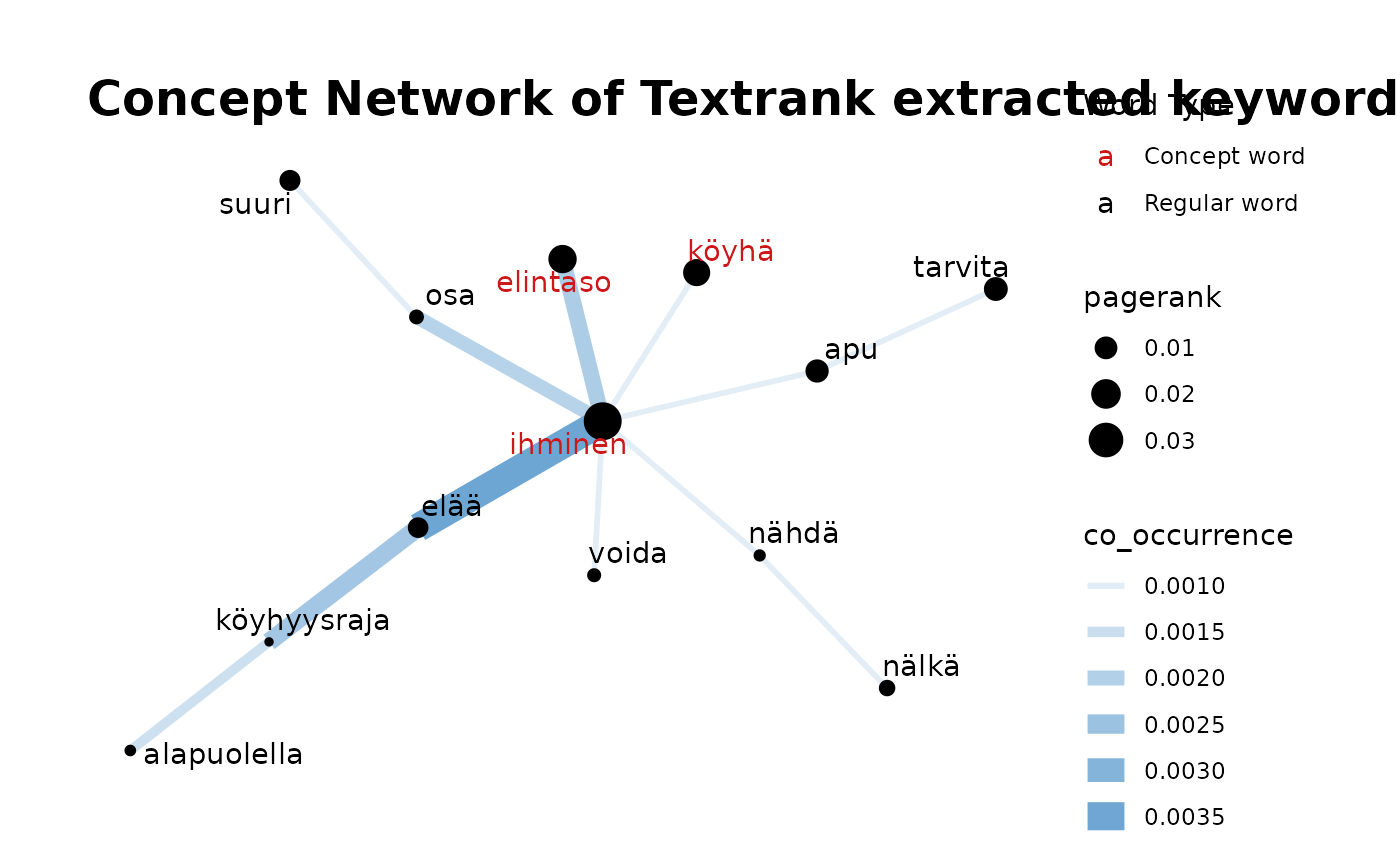 Concept Network of Textrank extracted keyword
Word Type
a Concept word
a Regular word
suuri
elintaso
köyhä
tarvita
osa
apu
ihminen
elää
voida
nähdä
köyhyysraja
nälkä
alapuolella
pagerank
0.01
0.02
0.03
co_occurrence
0.0010
0.0015
0.0020
0.0025
0.0030
0.0035